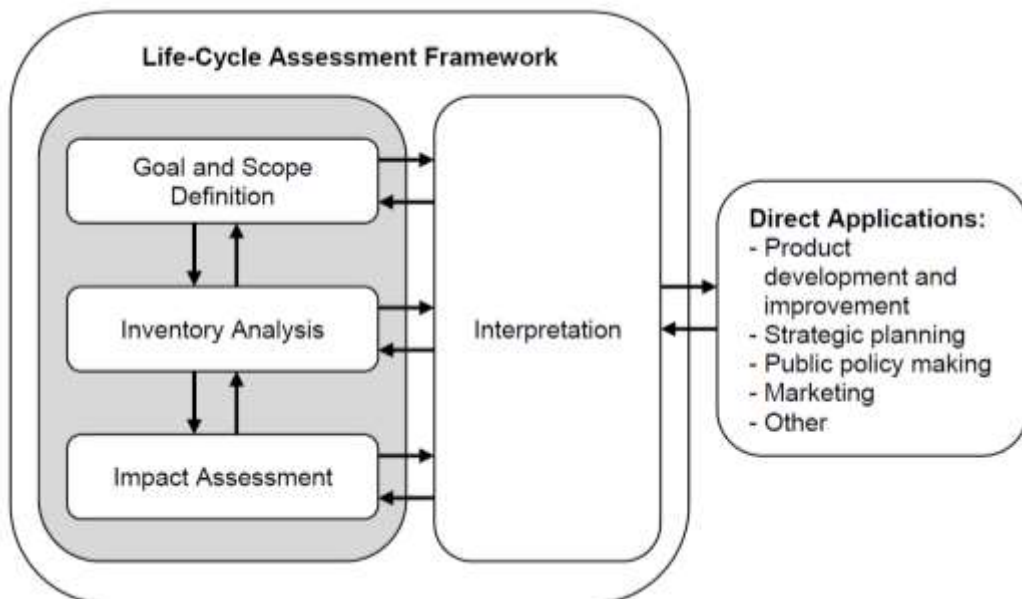 Life-Cycle Assessment Framework
Goal and Scope
Definition
Inventory Analysis
Impact Assessment
Interpretation
Direct Applications:
- Product
development and
improvement
- Strategic planning
- Public policy making
- Marketing
- Other